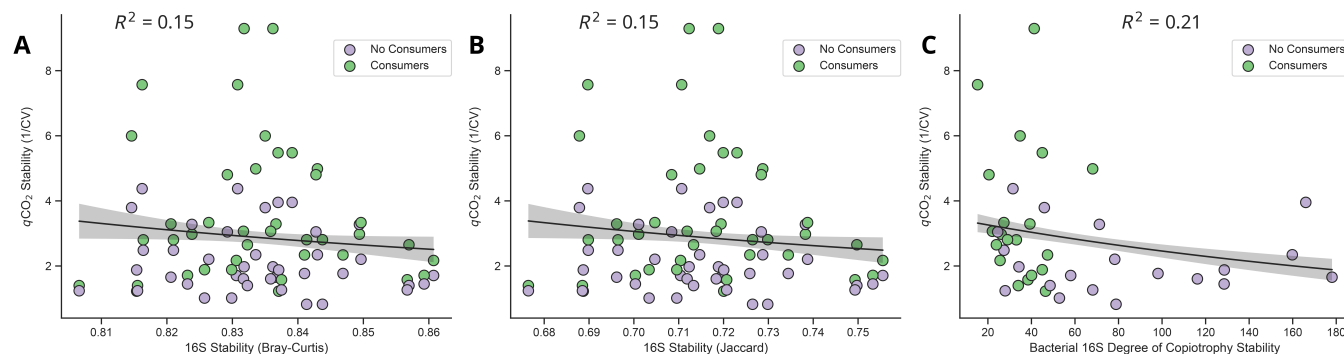 A
R² = 0.15
No Consumers
Consumers
qCO₂ Stability (1/CV)
8
6
4
2
0.81 0.82 0.83 0.84 0.85 0.86
16S Stability (Bray-Curtis)
B
R² = 0.15
No Consumers
Consumers
qCO₂ Stability (1/CV)
8
6
4
2
0.68 0.69 0.70 0.71 0.72 0.73 0.74 0.75
16S Stability (Jaccard)
C
R² = 0.21
No Consumers
Consumers
qCO₂ Stability (1/CV)
8
6
4
2
20 40 60 80 100 120 140 160 180
Bacterial 16S Degree of Copiotrophy Stability